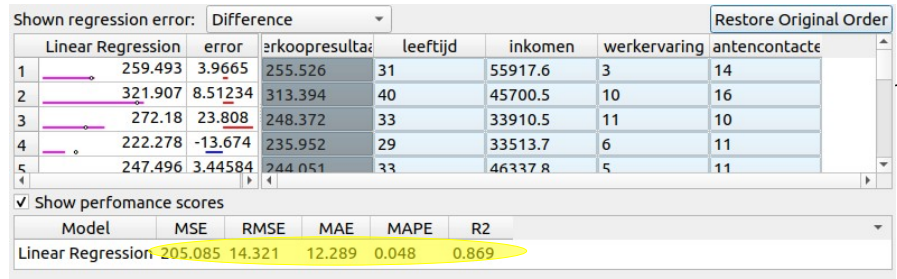 Shown regression error: Difference Restore Original Order
Linear Regression error erkoopresultaa leeftijd inkomen werkervaring antencontacte
1 259.493 3.9665 255.526 31 55917.6 3 14
2 321.907 8.51234 313.394 40 45700.5 10 16
3 272.18 23.808 248.372 33 33910.5 11 10
4 222.278 -13.674 235.952 29 33513.7 6 11
5 247.496 3.44584 244.051 33 46337.8 5 11
Show perfomance scores
Model MSE RMSE MAE MAPE R2
Linear Regression 205.085 14.321 12.289 0.048 0.869